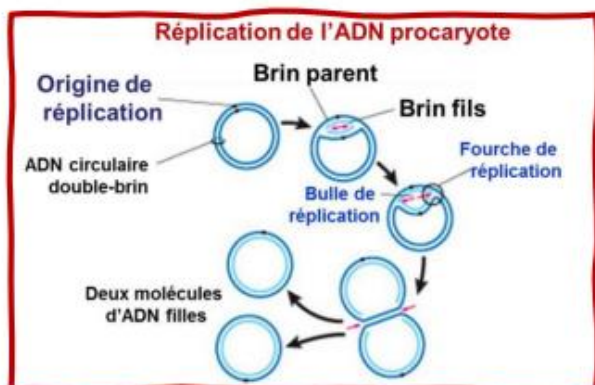 Réplication de l'ADN procaryote
Origine de
réplication
Brin parent
Brin fils
ADN circulaire
double-brin
Fourche de
réplication
Bulle de
réplication
Deux molécules
d'ADN filles